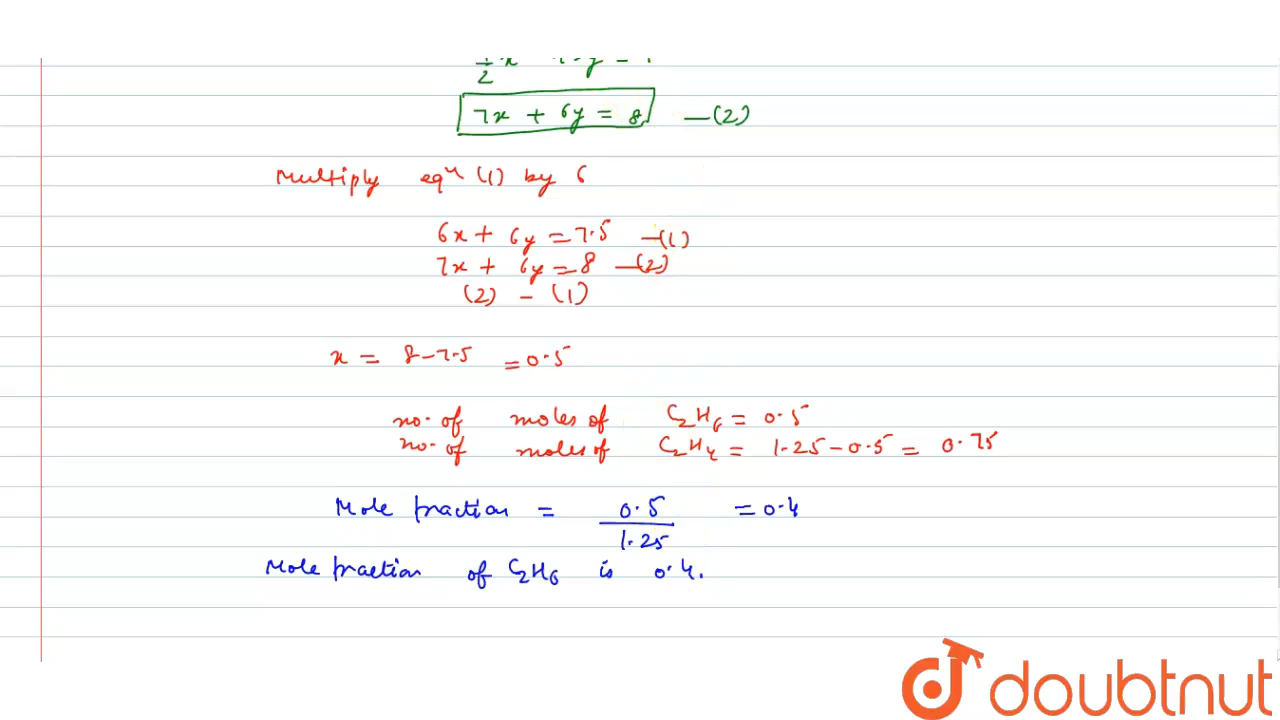 7x + 6y = 8 —(2)
Multiply eqn (1) by 6
6x + 6y = 7.5 —(1)
7x + 6y = 8 —(2)
(2) - (1)
x = 8-7.5 = 0.5
no. of moles of C2H6 = 0.5
no. of moles of C2H4 = 1.25-0.5 = 0.75
Mole fraction = 0.5/1.25 = 0.4
Mole fraction of C2H6 is 0.4.
doubtnut